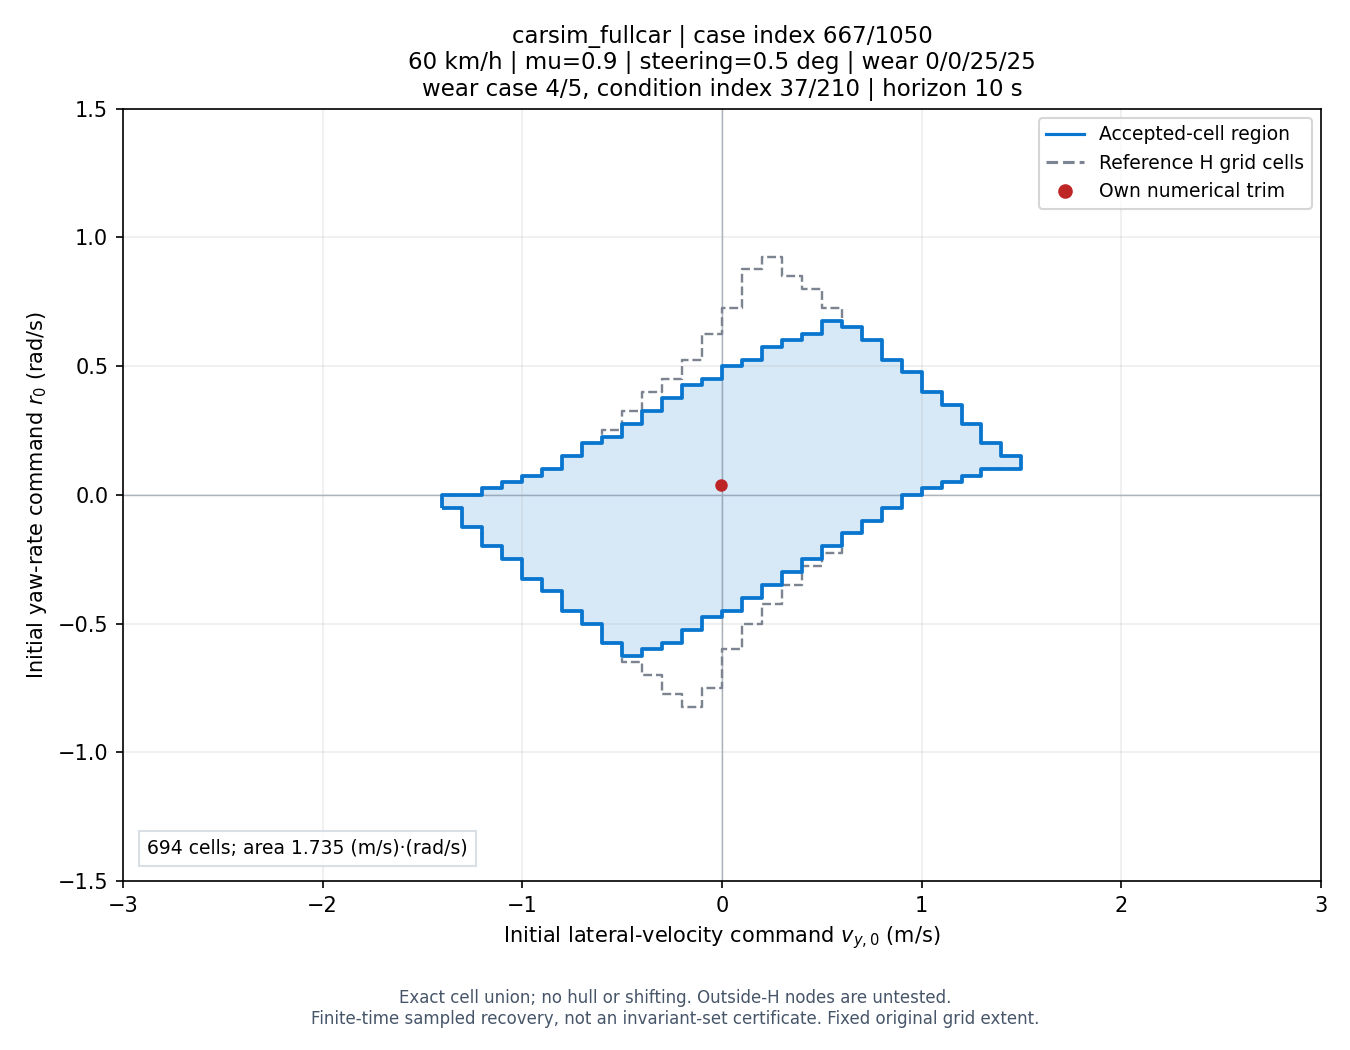 carsim_fullcar | case index 667/1050
60 km/h | mu=0.9 | steering=0.5 deg | wear 0/0/25/25
wear case 4/5, condition index 37/210 | horizon 10 s
Accepted-cell region
Reference H grid cells
Own numerical trim
1.5
1.0
0.5
0.0
−0.5
−1.0
−1.5
Initial yaw-rate command r0 (rad/s)
694 cells; area 1.735 (m/s)·(rad/s)
−3
−2
−1
0
1
2
3
Initial lateral-velocity command vy,0 (m/s)
Exact cell union; no hull or shifting. Outside-H nodes are untested.
Finite-time sampled recovery, not an invariant-set certificate. Fixed original grid extent.